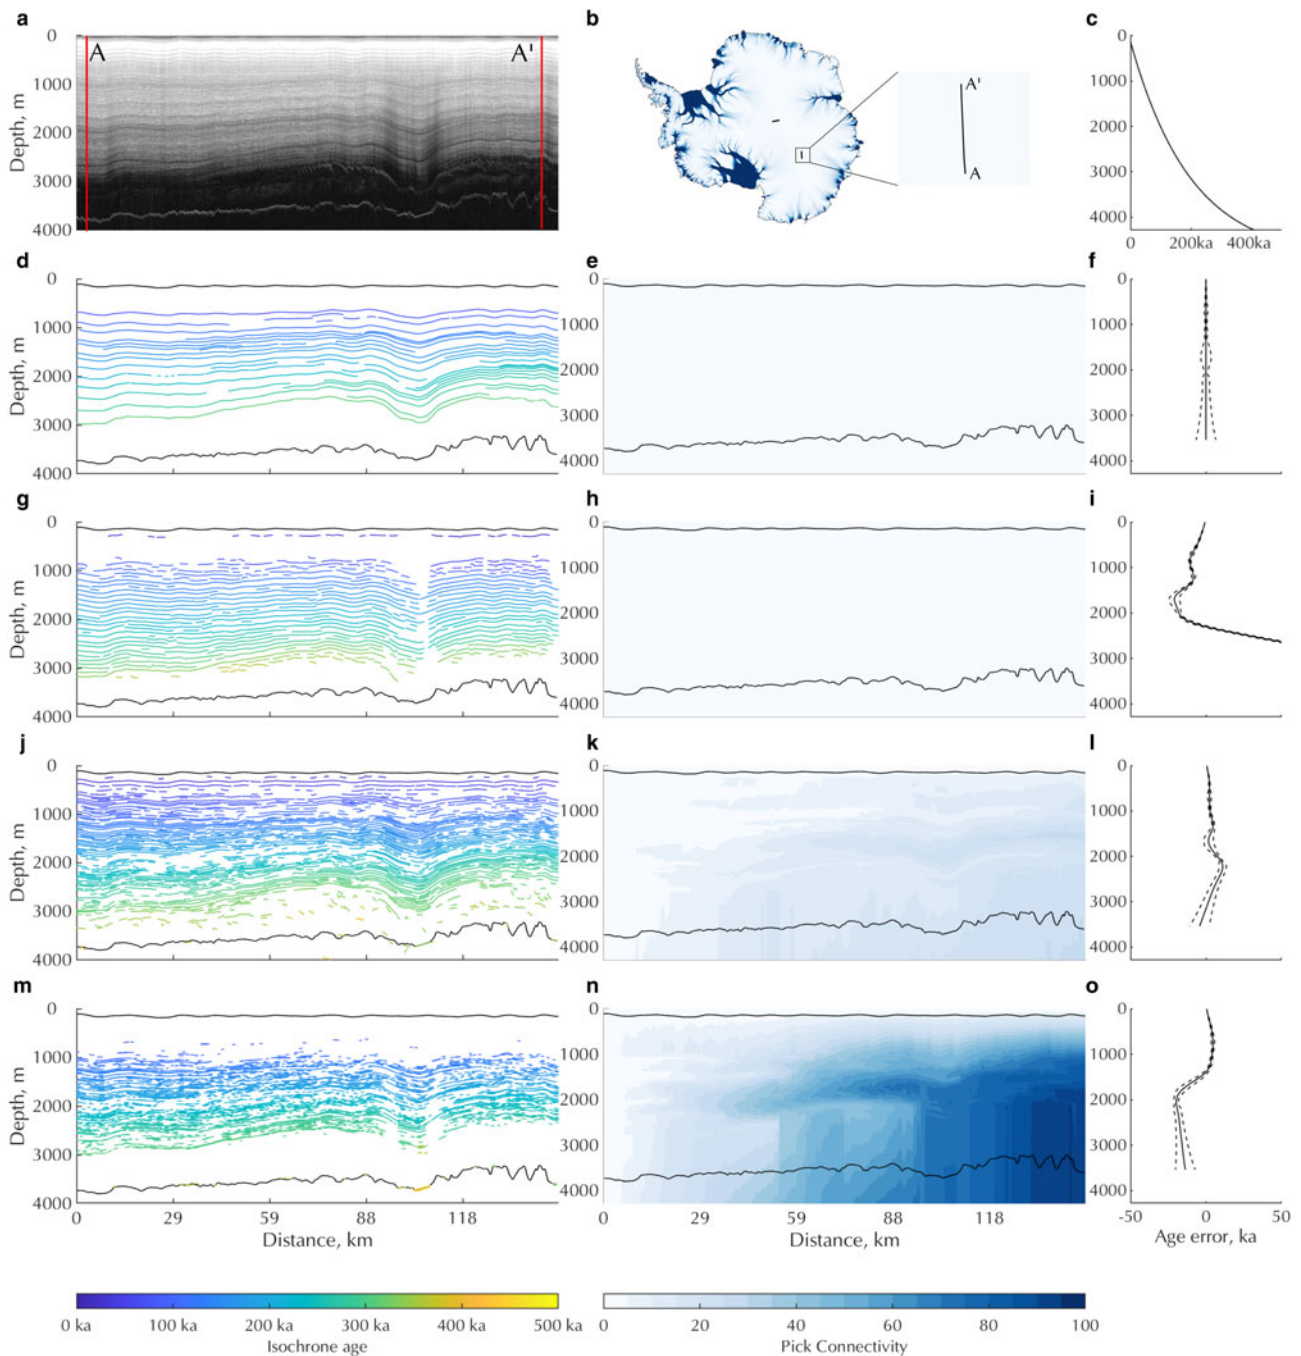 a
b
c
A
A'
0
1000
2000
3000
4000
Depth, m
A'
A
0
1000
2000
3000
4000
0
200ka
400ka
d
e
f
0
1000
2000
3000
4000
Depth, m
0
1000
2000
3000
4000
0
1000
2000
3000
4000
g
h
i
0
1000
2000
3000
4000
Depth, m
0
1000
2000
3000
4000
0
1000
2000
3000
4000
j
k
l
0
1000
2000
3000
4000
Depth, m
0
1000
2000
3000
4000
0
1000
2000
3000
4000
m
n
o
0
1000
2000
3000
4000
Depth, m
0
1000
2000
3000
4000
0
1000
2000
3000
4000
0 29 59 88 118
Distance, km
0 29 59 88 118
Distance, km
-50 0 50
Age error, ka
0 ka 100 ka 200 ka 300 ka 400 ka 500 ka
Isochrone age
0 20 40 60 80 100
Pick Connectivity